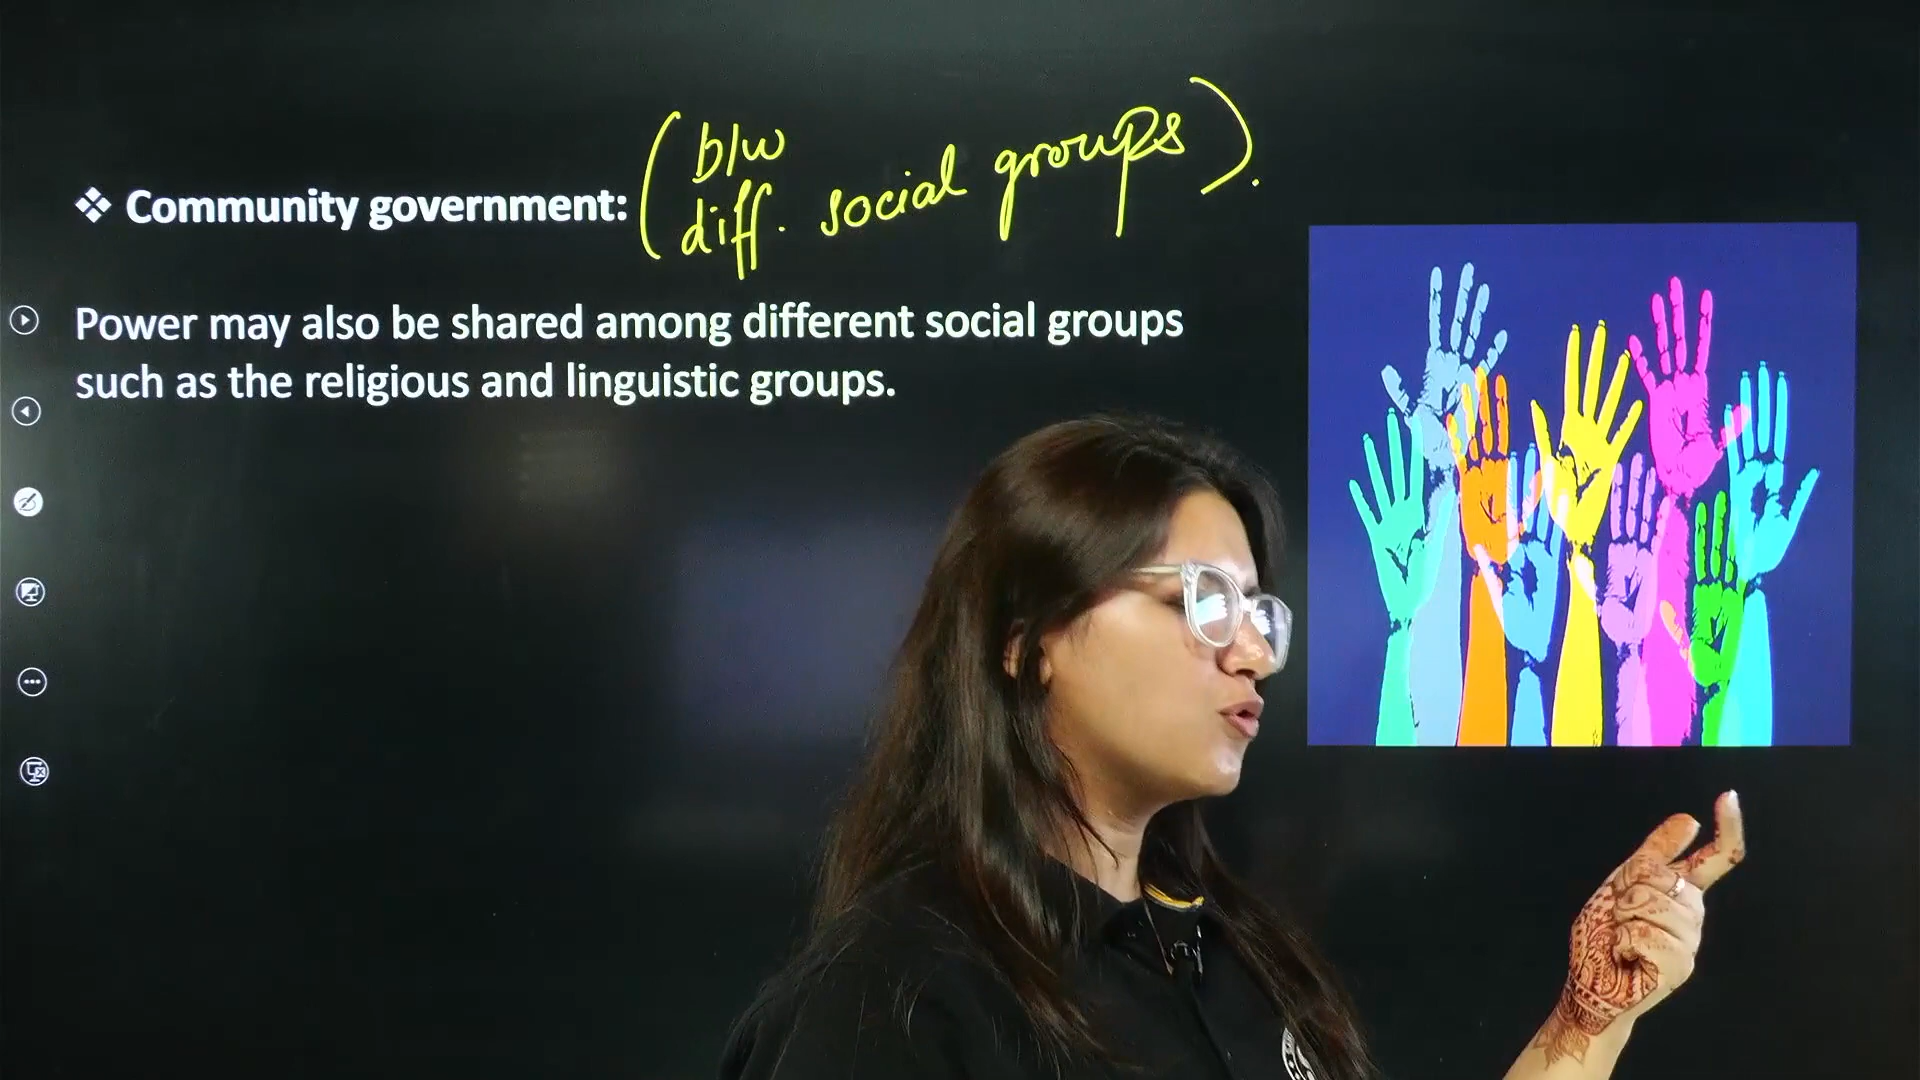 (b/w
diff. social groups).
❖ Community government:
Power may also be shared among different social groups
such as the religious and linguistic groups.